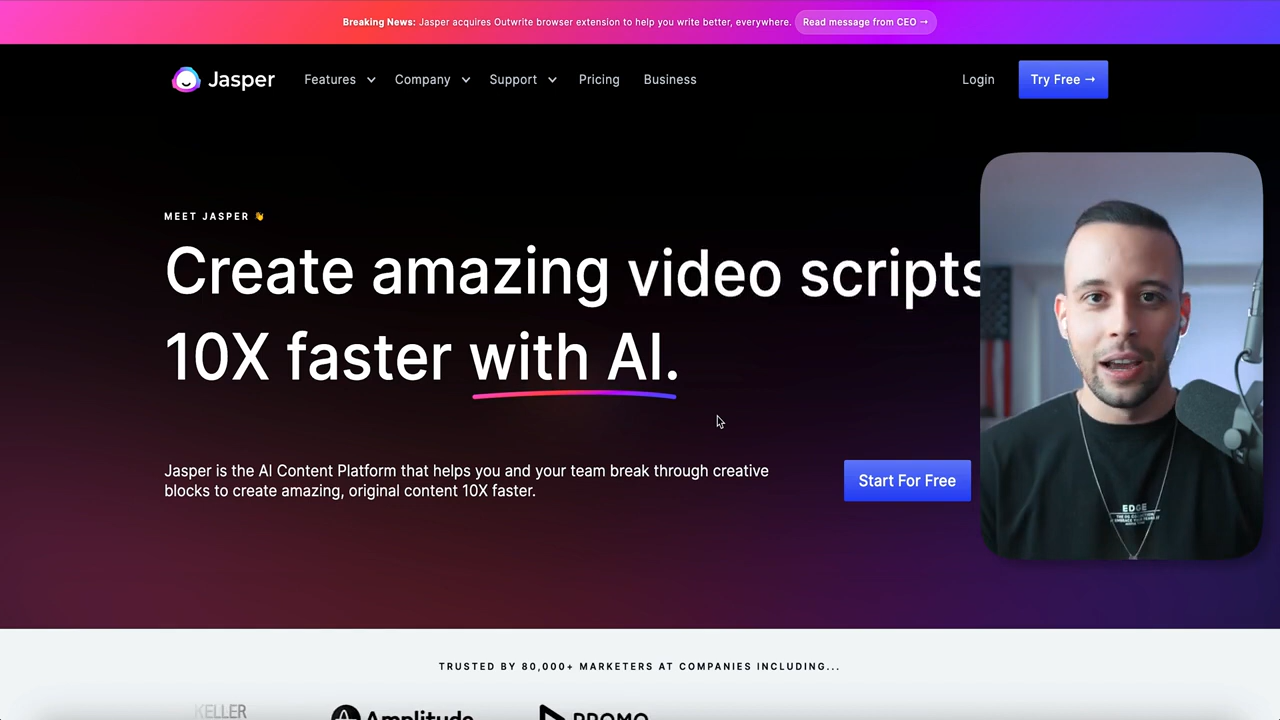 Breaking News: Jasper acquires Outwrite browser extension to help you write better, everywhere. Read message from CEO →
Jasper Features Company Support Pricing Business Login Try Free →
MEET JASPER 👋
Create amazing video scripts
10X faster with AI.
Jasper is the AI Content Platform that helps you and your team break through creative
blocks to create amazing, original content 10X faster.
Start For Free
EDGE
TRUSTED BY 80,000+ MARKETERS AT COMPANIES INCLUDING...
KELLER Amplitude PROMO